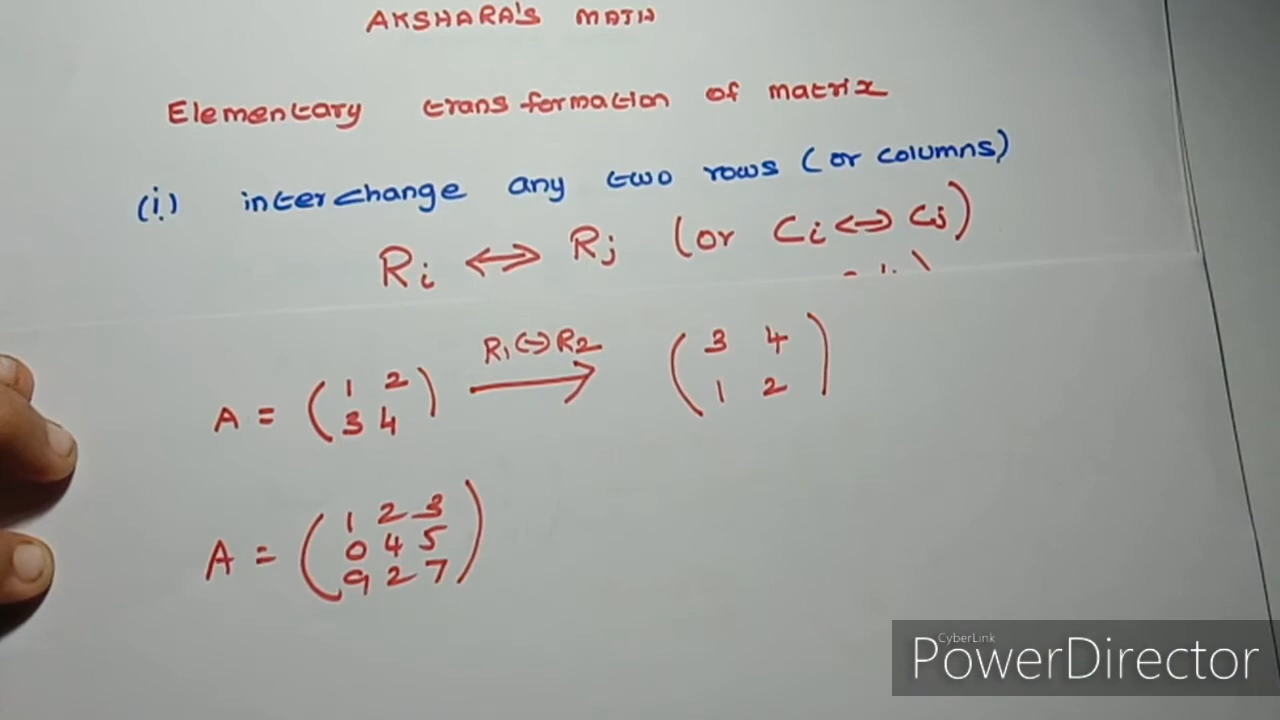 AKSHARA'S MATH
Elementary transformation of matrix
(i) interchange any two rows (or columns)
Ri ⇔ Rj (or Ci ⇔ Cj)
A = (1 2
3 4) R1⇔R2 → (3 4
1 2)
A = (1 2 3
0 4 5
9 2 7)
CyberLink
PowerDirector